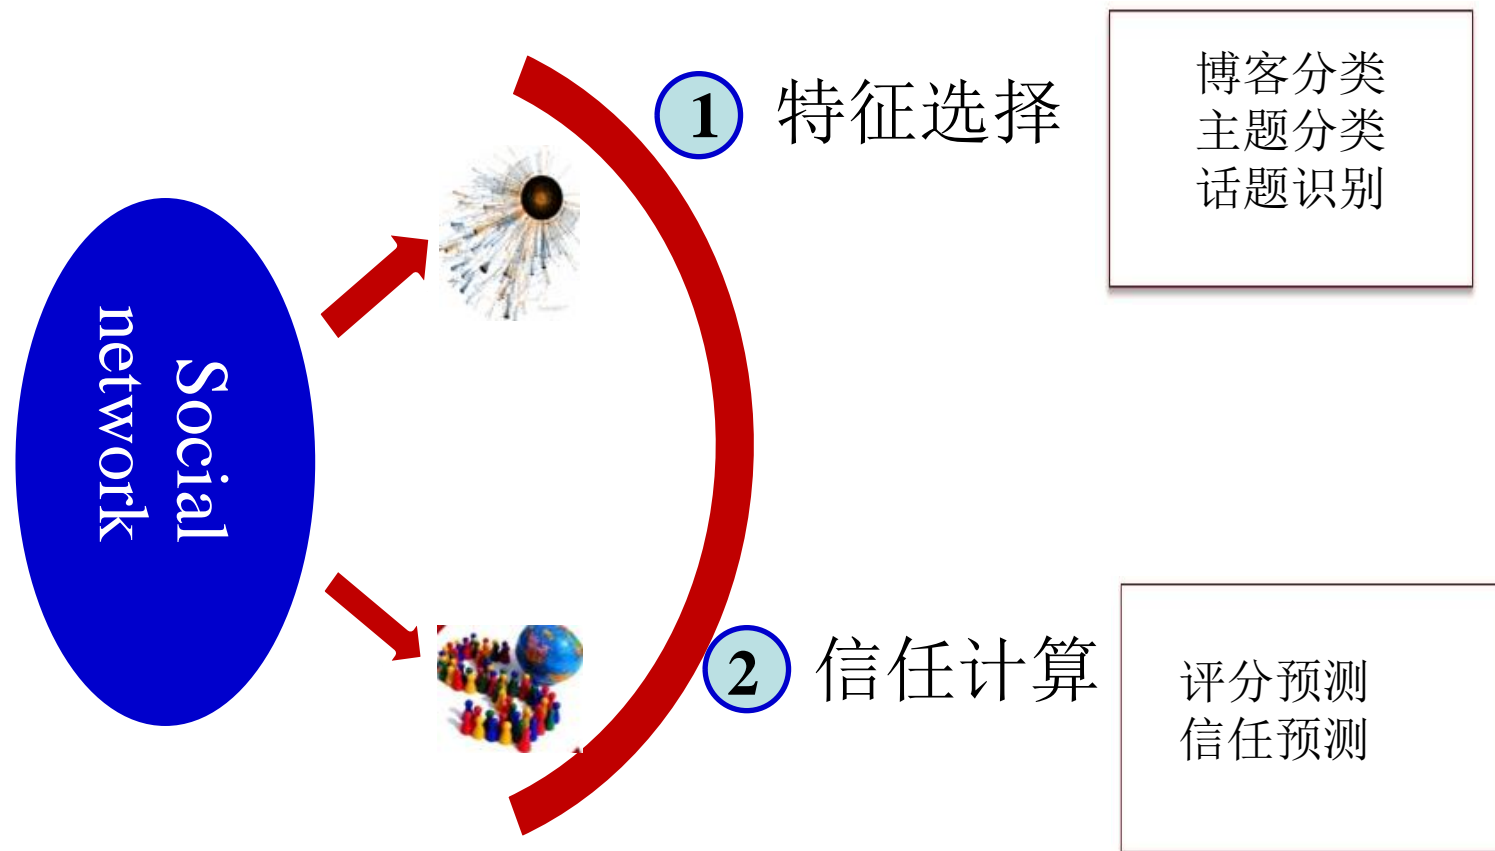 Social
network
1 特征选择
博客分类
主题分类
话题识别
2 信任计算
评分预测
信任预测